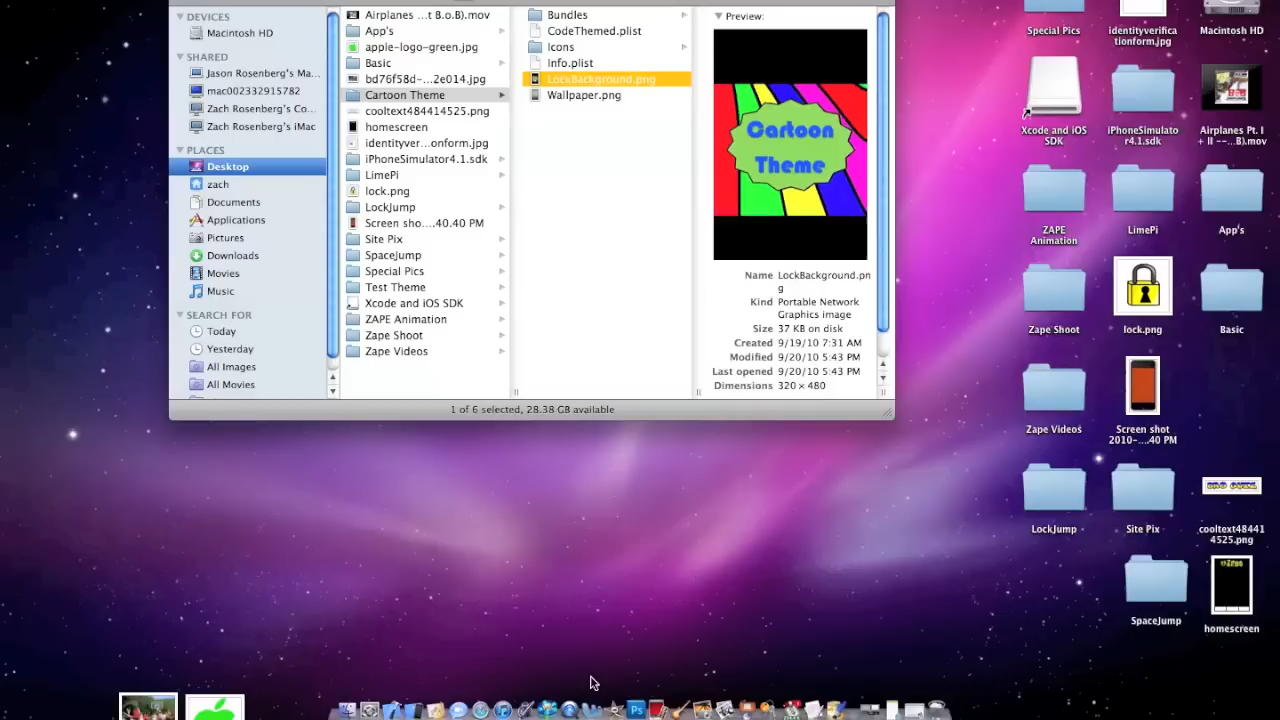 DEVICES
Macintosh HD
SHARED
Jason Rosenberg's Ma...
mac002332915782
Zach Rosenberg's Co...
Zach Rosenberg's iMac
PLACES
Desktop
zach
Documents
Applications
Pictures
Downloads
Movies
Music
SEARCH FOR
Today
Yesterday
All Images
All Movies
Airplanes ...t B.o.B).mov
App's
apple-logo-green.jpg
Basic
bd76f58d-...2e014.jpg
Cartoon Theme
cooltext484414525.png
homescreen
identityver...onform.jpg
iPhoneSimulator4.1.sdk
LimePi
lock.png
LockJump
Screen sho....40.40 PM
Site Pix
SpaceJump
Special Pics
Test Theme
Xcode and iOS SDK
ZAPE Animation
Zape Shoot
Zape Videos
Bundles
CodeThemed.plist
Icons
Info.plist
LockBackground.png
Wallpaper.png
Preview:
Cartoon
Theme
Name LockBackground.pn
g
Kind Portable Network
Graphics image
Size 37 KB on disk
Created 9/19/10 7:31 AM
Modified 9/20/10 5:43 PM
Last opened 9/20/10 5:43 PM
Dimensions 320 × 480
1 of 6 selected, 28.38 GB available
Special Pics
identityverifica
tionform.jpg
Macintosh HD
Xcode and iOS
SDK
iPhoneSimulato
r4.1.sdk
Airplanes Pt. I
+ II --...B).mov
ZAPE
Animation
LimePi
App's
Zape Shoot
lock.png
Basic
Zape Videos
Screen shot
2010-....40 PM
LockJump
Site Pix
cooltext48441
4525.png
SpaceJump
homescreen
Ps